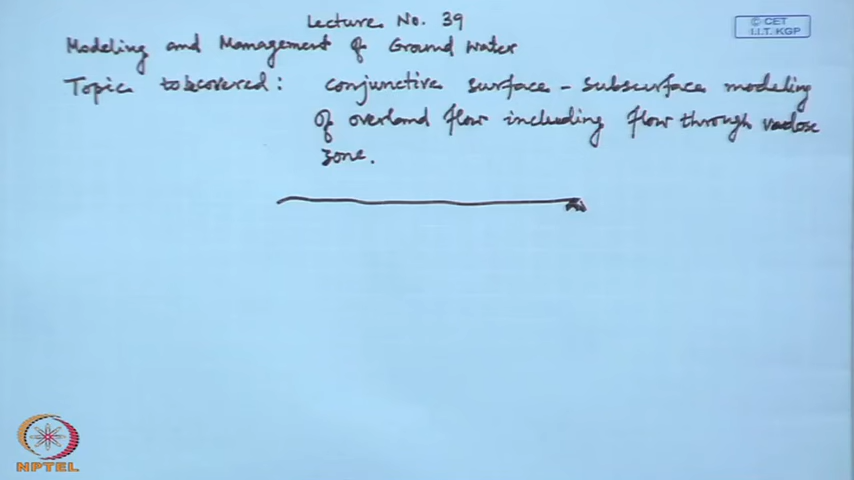 Lecture No. 39
© CET
I.I.T. KGP
Modeling and Management of Ground Water
Topic to be covered : conjunctive surface - subsurface modeling
of overland flow including flow through vadose
zone.
NPTEL